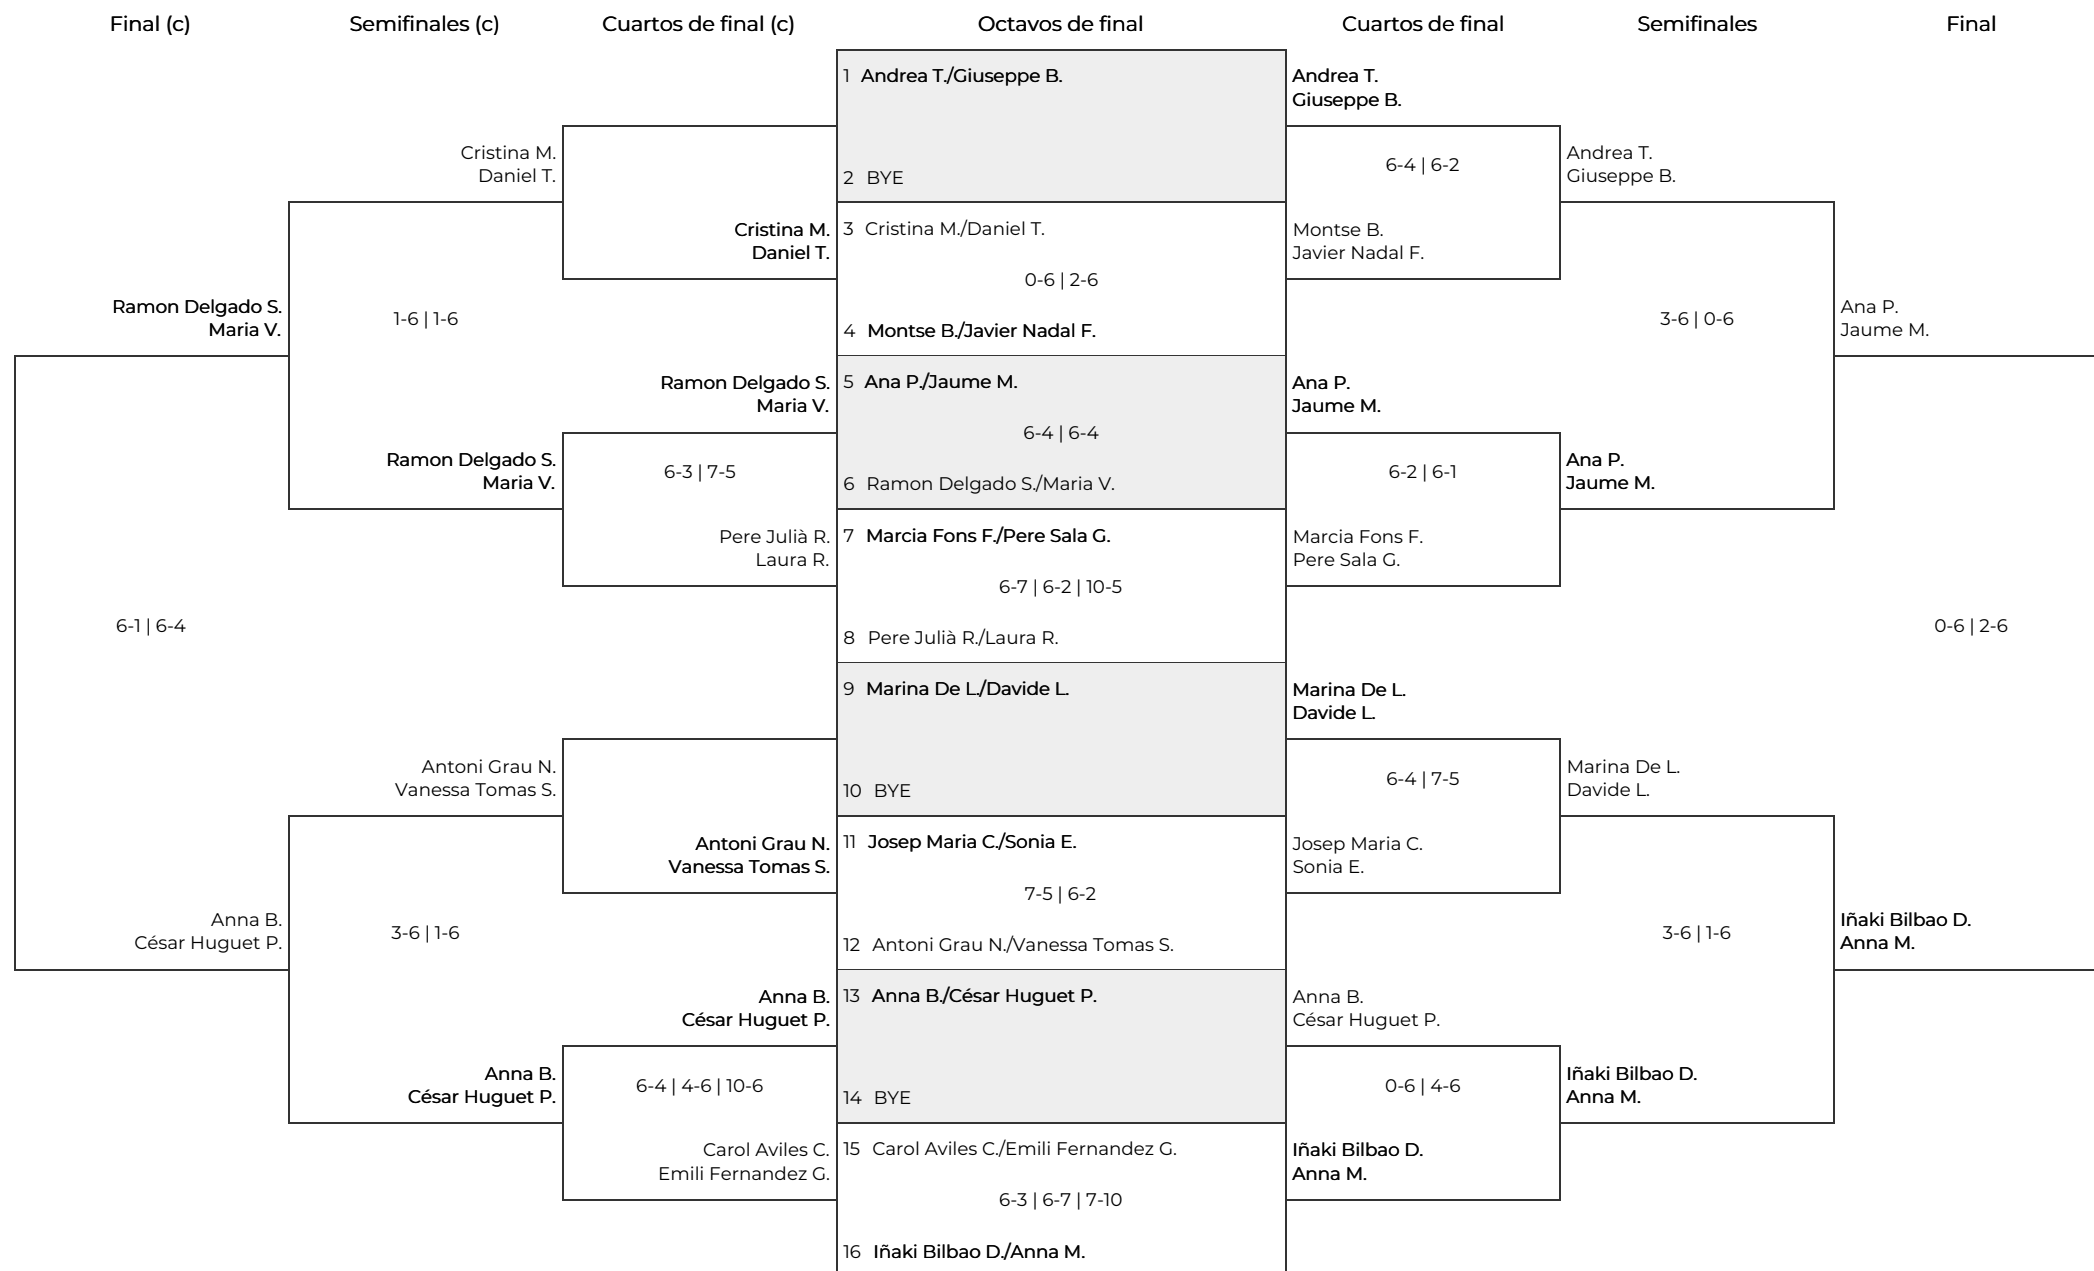 Final (c)
Semifinales (c)
Cuartos de final (c)
Octavos de final
Cuartos de final
Semifinales
Final
Ramon Delgado S.
Maria V.
6-1 | 6-4
Anna B.
César Huguet P.
Cristina M.
Daniel T.
1-6 | 1-6
Ramon Delgado S.
Maria V.
Antoni Grau N.
Vanessa Tomas S.
3-6 | 1-6
Anna B.
César Huguet P.
Cristina M.
Daniel T.
Ramon Delgado S.
Maria V.
6-3 | 7-5
Pere Julià R.
Laura R.
Antoni Grau N.
Vanessa Tomas S.
Anna B.
César Huguet P.
6-4 | 4-6 | 10-6
Carol Aviles C.
Emili Fernandez G.
1 Andrea T./Giuseppe B.
2 BYE
3 Cristina M./Daniel T.
0-6 | 2-6
4 Montse B./Javier Nadal F.
5 Ana P./Jaume M.
6-4 | 6-4
6 Ramon Delgado S./Maria V.
7 Marcia Fons F./Pere Sala G.
6-7 | 6-2 | 10-5
8 Pere Julià R./Laura R.
9 Marina De L./Davide L.
10 BYE
11 Josep Maria C./Sonia E.
7-5 | 6-2
12 Antoni Grau N./Vanessa Tomas S.
13 Anna B./César Huguet P.
14 BYE
15 Carol Aviles C./Emili Fernandez G.
6-3 | 6-7 | 7-10
16 Iñaki Bilbao D./Anna M.
Andrea T.
Giuseppe B.
6-4 | 6-2
Montse B.
Javier Nadal F.
Ana P.
Jaume M.
6-2 | 6-1
Marcia Fons F.
Pere Sala G.
Marina De L.
Davide L.
6-4 | 7-5
Josep Maria C.
Sonia E.
Anna B.
César Huguet P.
0-6 | 4-6
Iñaki Bilbao D.
Anna M.
Andrea T.
Giuseppe B.
3-6 | 0-6
Ana P.
Jaume M.
Marina De L.
Davide L.
3-6 | 1-6
Iñaki Bilbao D.
Anna M.
Ana P.
Jaume M.
0-6 | 2-6
Iñaki Bilbao D.
Anna M.